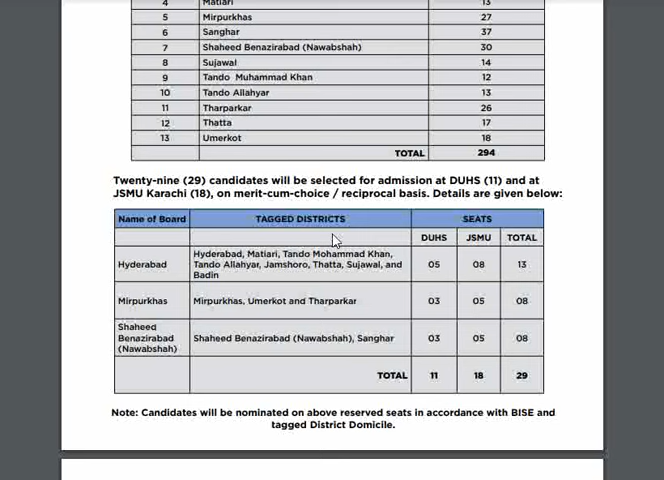 4 Matiari 13
5 Mirpurkhas 27
6 Sanghar 37
7 Shaheed Benazirabad (Nawabshah) 30
8 Sujawal 14
9 Tando Muhammad Khan 12
10 Tando Allahyar 13
11 Tharparkar 26
12 Thatta 17
13 Umerkot 18
TOTAL 294
Twenty-nine (29) candidates will be selected for admission at DUHS (11) and at
JSMU Karachi (18), on merit-cum-choice / reciprocal basis. Details are given below:
Name of Board TAGGED DISTRICTS SEATS
DUHS JSMU TOTAL
Hyderabad Hyderabad, Matiari, Tando Mohammad Khan,
Tando Allahyar, Jamshoro, Thatta, Sujawal, and
Badin 05 08 13
Mirpurkhas Mirpurkhas, Umerkot and Tharparkar 03 05 08
Shaheed
Benazirabad
(Nawabshah) Shaheed Benazirabad (Nawabshah), Sanghar 03 05 08
TOTAL 11 18 29
Note: Candidates will be nominated on above reserved seats in accordance with BISE and
tagged District Domicile.